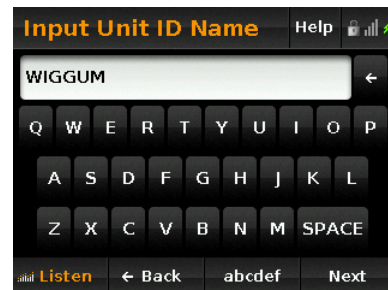 Input Unit ID Name Help
WIGGUM ←
Q W E R T Y U I O P
A S D F G H J K L
Z X C V B N M SPACE
Listen ← Back abcdef Next